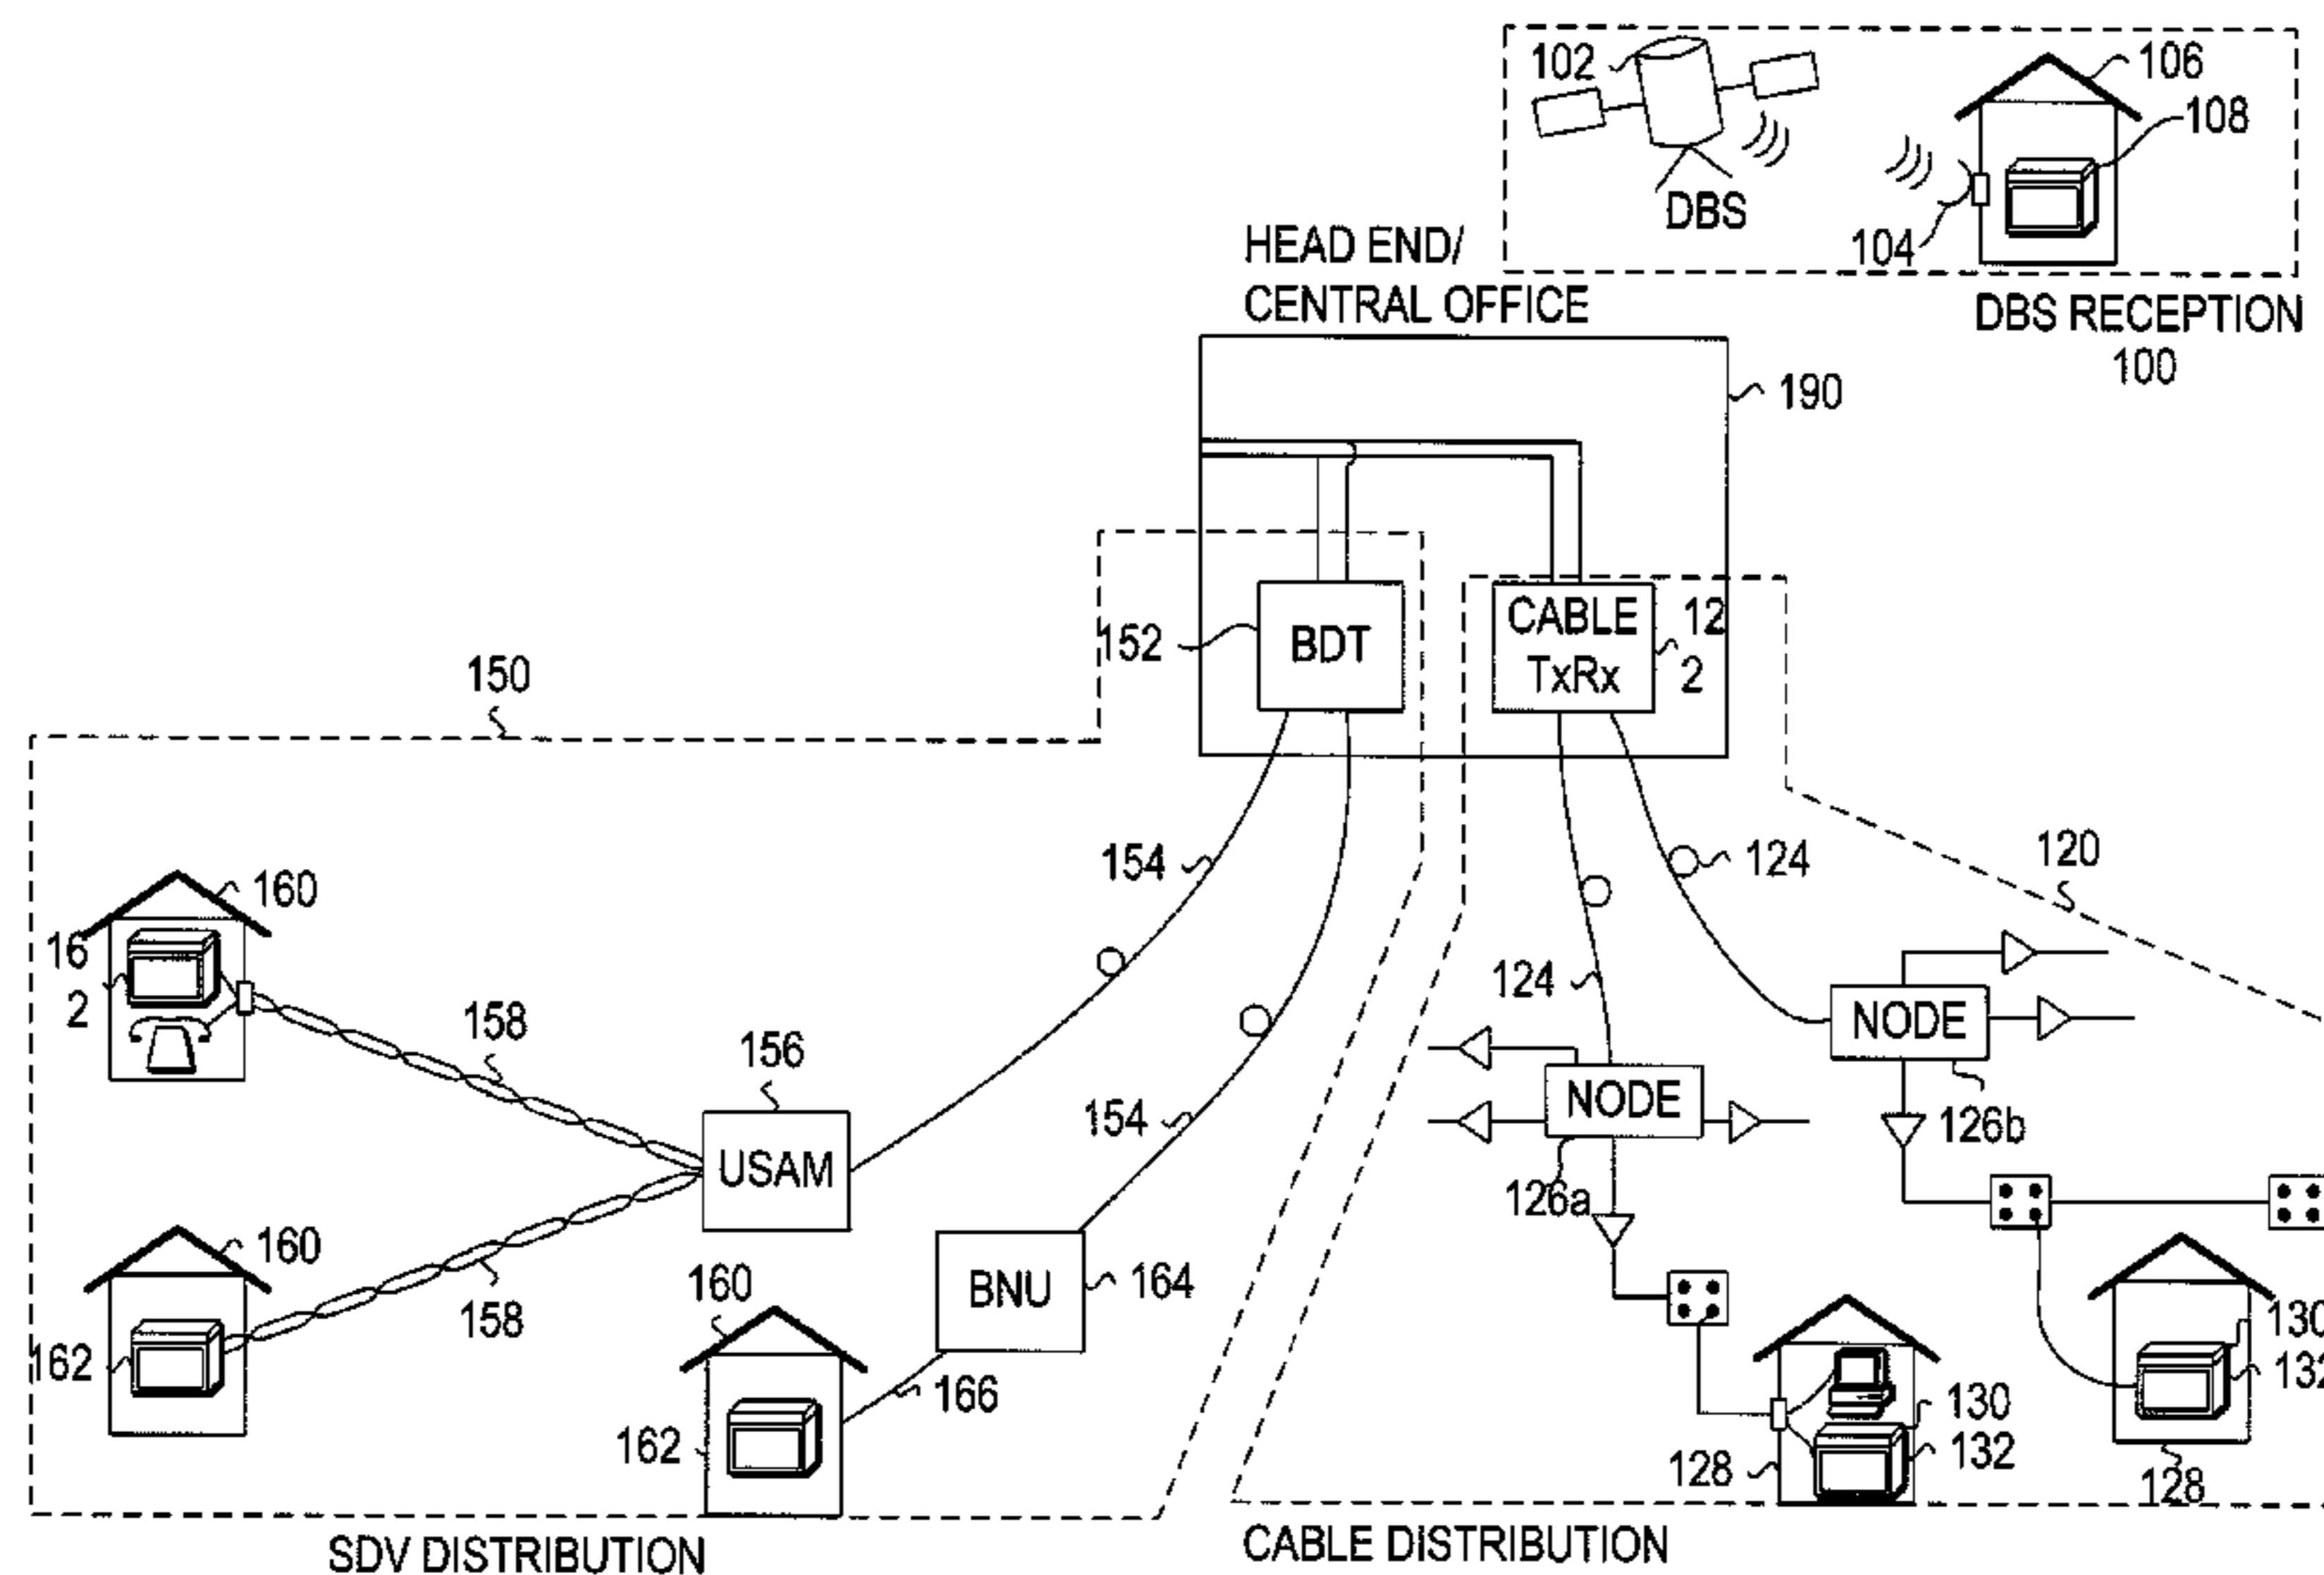 102
106
108
DBS
104
HEAD END/
CENTRAL OFFICE
DBS RECEPTION
100
190
152
BDT
CABLE
TxRx
12
2
150
154
124
120
160
16
2
158
156
USAM
124
NODE
126b
154
NODE
126a
160
162
158
160
BNU
164
166
162
130
132
128
130
132
128
SDV DISTRIBUTION
CABLE DISTRIBUTION